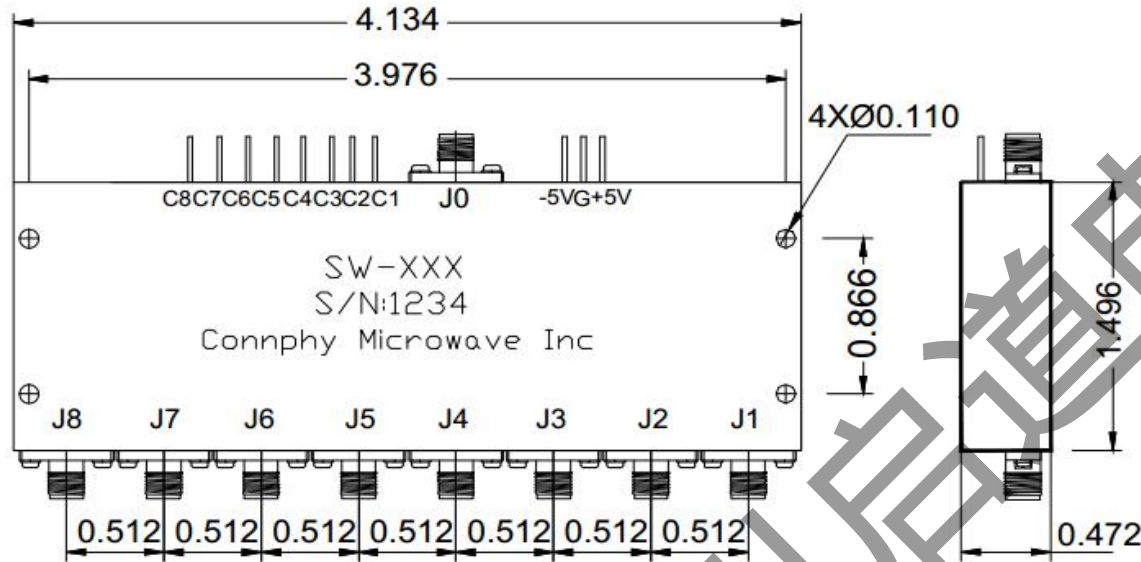 4.134
3.976
4XØ0.110
C8C7C6C5C4C3C2C1
J0
-5VG+5V
SW-XXX
S/N:1234
Connphy Microwave Inc
0.866
1.496
J8 J7 J6 J5 J4 J3 J2 J1
0.512 0.512 0.512 0.512 0.512 0.512 0.512
0.472
启道